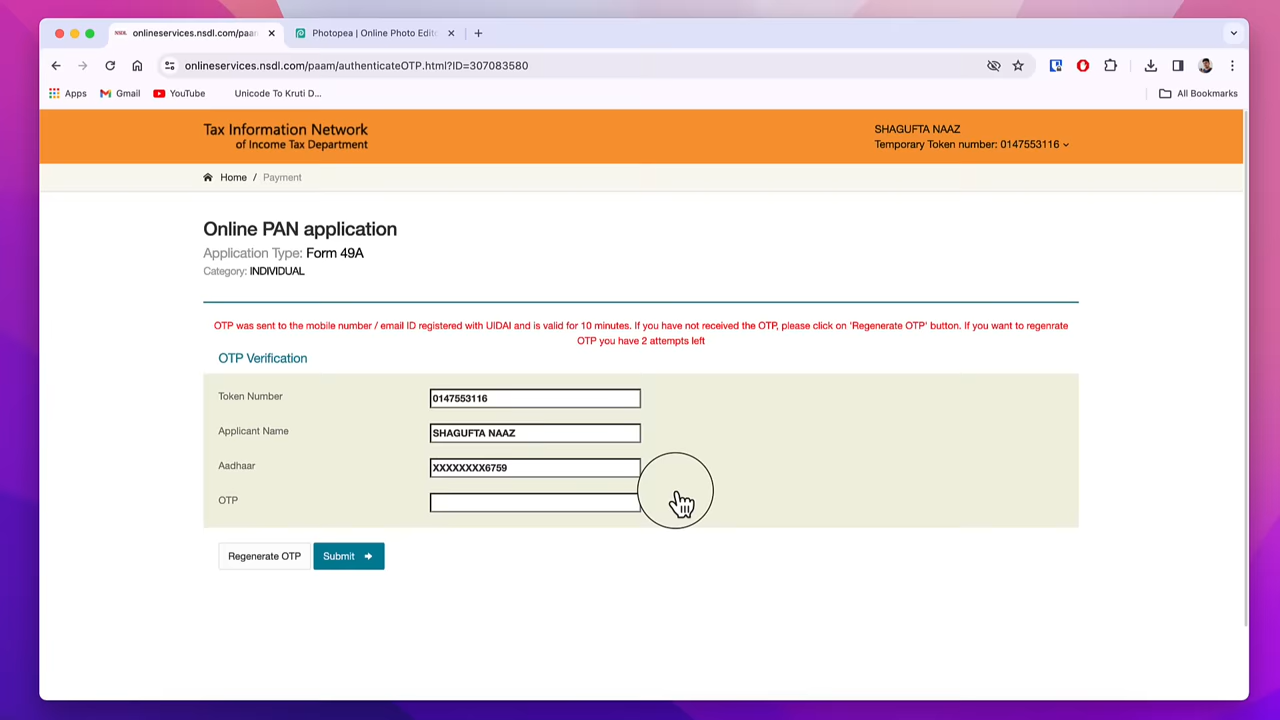 onlineservices.nsdl.com/paam
Photopea | Online Photo Edit
onlineservices.nsdl.com/paam/authenticateOTP.html?ID=307083580
Apps
Gmail
YouTube
Unicode To Kruti D...
All Bookmarks
Tax Information Network
of Income Tax Department
SHAGUFTA NAAZ
Temporary Token number: 0147553116
Home / Payment
Online PAN application
Application Type: Form 49A
Category: INDIVIDUAL
OTP was sent to the mobile number / email ID registered with UIDAI and is valid for 10 minutes. If you have not received the OTP, please click on 'Regenerate OTP' button. If you want to regenrate
OTP you have 2 attempts left
OTP Verification
Token Number
0147553116
Applicant Name
SHAGUFTA NAAZ
Aadhaar
XXXXXXXX6759
OTP
Regenerate OTP
Submit